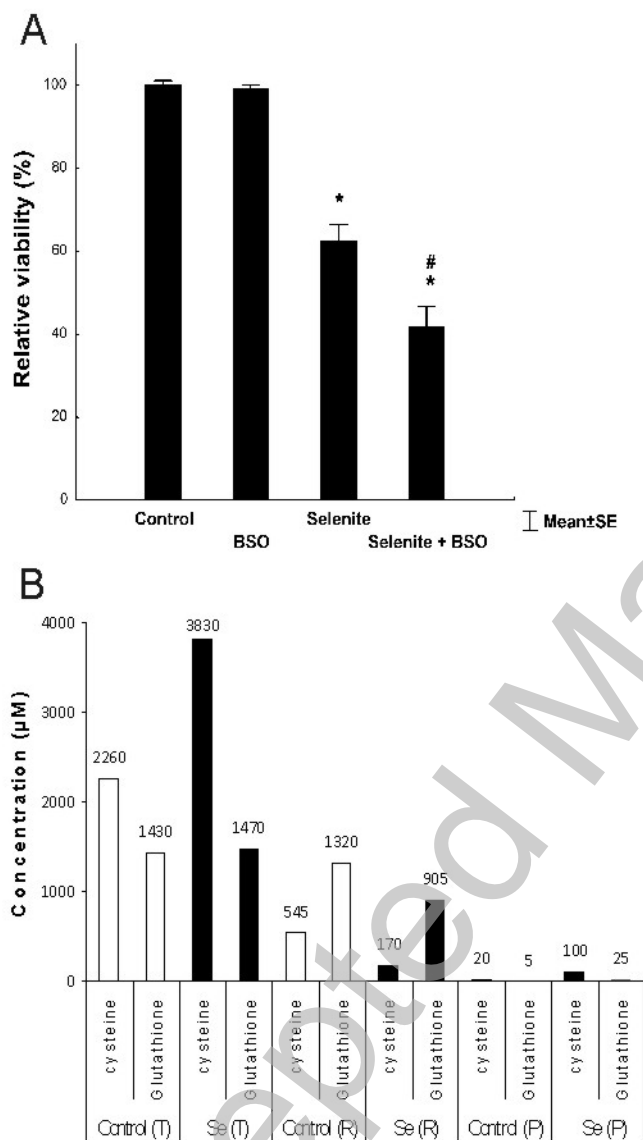 A
Relative viability (%)
100
80
60
40
20
0
*
#
*
Control
BSO
Selenite
Selenite + BSO
Mean±SE
B
Concentration (µM)
4000
3000
2000
1000
0
2260
1430
3830
1470
545
1320
170
905
20
5
100
25
cysteine
Glutathione
cysteine
Glutathione
cysteine
Glutathione
cysteine
Glutathione
cysteine
Glutathione
cysteine
Glutathione
Control (T)
Se (T)
Control (R)
Se (R)
Control (P)
Se (P)
epted Ma